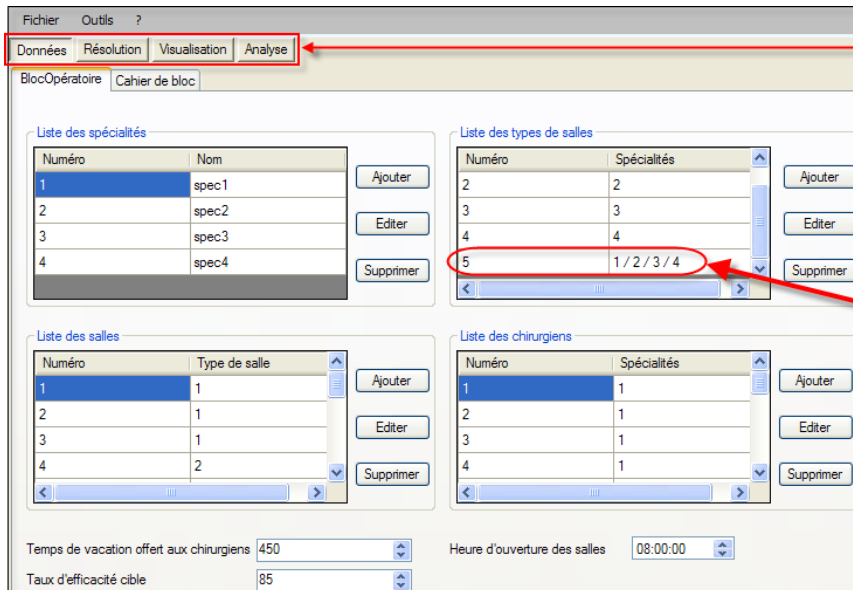 Fichier Outils ?
Données Résolution Visualisation Analyse
BlocOpératoire Cahier de bloc
Liste des spécialités
Numéro Nom
1 spec1
2 spec2
3 spec3
4 spec4
Ajouter
Editer
Supprimer
Liste des types de salles
Numéro Spécialités
2 2
3 3
4 4
5 1 / 2 / 3 / 4
Ajouter
Editer
Supprimer
Liste des salles
Numéro Type de salle
1 1
2 1
3 1
4 2
Ajouter
Editer
Supprimer
Liste des chirurgiens
Numéro Spécialités
1 1
2 1
3 1
4 1
Ajouter
Editer
Supprimer
Temps de vacation offert aux chirurgiens 450
Heure d'ouverture des salles 08:00:00
Taux d'efficacité cible 85